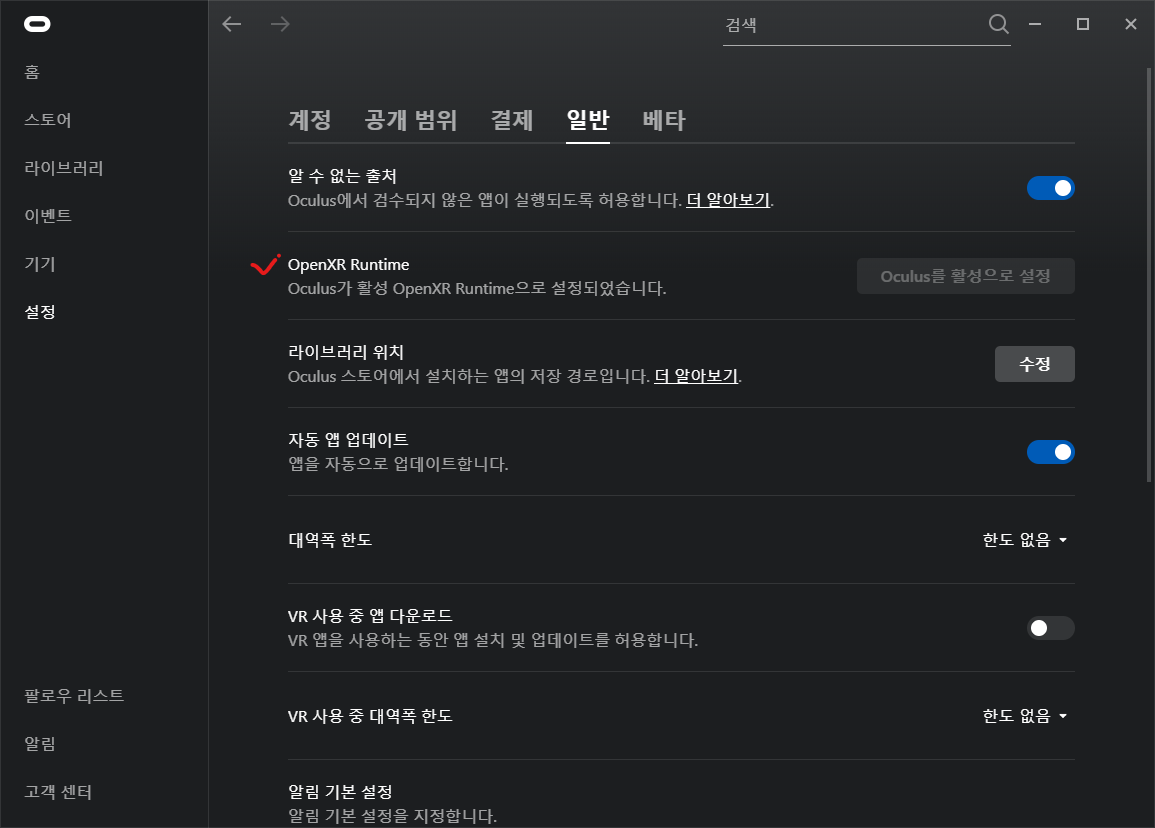 검색
홈
스토어
라이브러리
이벤트
기기
설정
팔로우 리스트
알림
고객 센터
계정 공개 범위 결제 일반 베타
알 수 없는 출처
Oculus에서 검수되지 않은 앱이 실행되도록 허용합니다. 더 알아보기.
OpenXR Runtime
Oculus가 활성 OpenXR Runtime으로 설정되었습니다.
Oculus를 활성으로 설정
라이브러리 위치
Oculus 스토어에서 설치하는 앱의 저장 경로입니다. 더 알아보기.
수정
자동 앱 업데이트
앱을 자동으로 업데이트합니다.
대역폭 한도
한도 없음
VR 사용 중 앱 다운로드
VR 앱을 사용하는 동안 앱 설치 및 업데이트를 허용합니다.
VR 사용 중 대역폭 한도
한도 없음
알림 기본 설정
알림 기본 설정을 지정합니다.